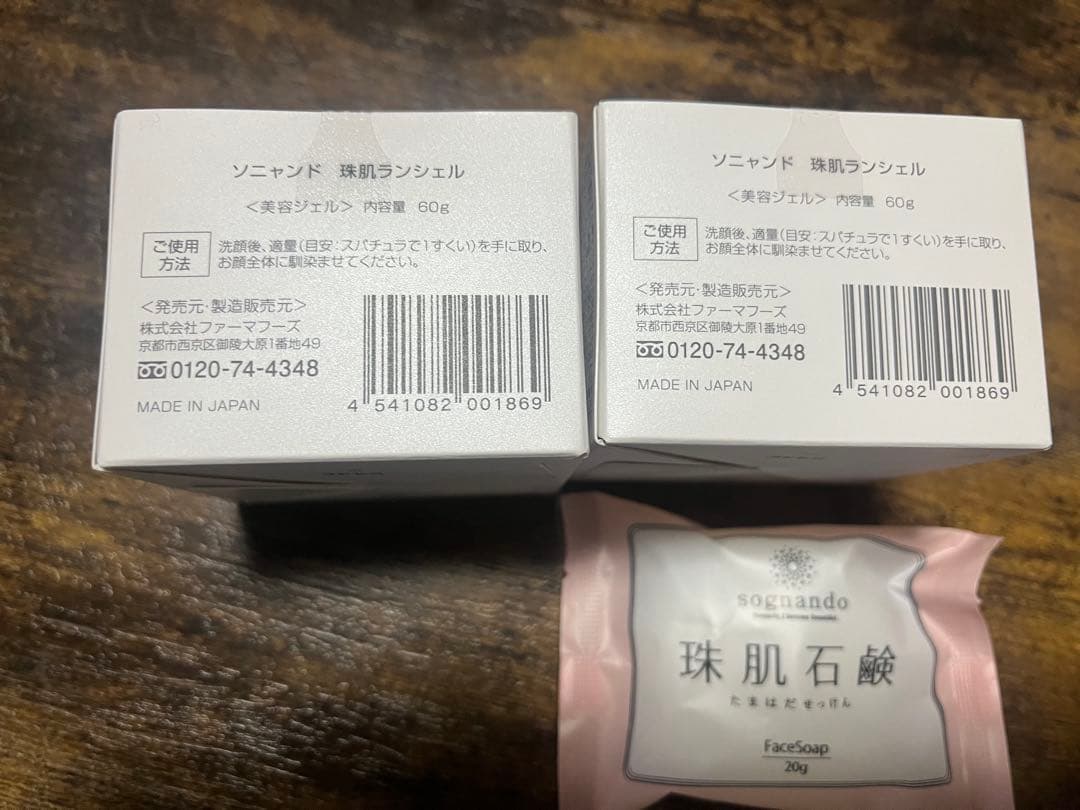 ソニャンド 珠肌ランシェル
＜美容ジェル＞ 内容量 60g
ご使用
方法
洗顔後、適量(目安:スパチュラで1すくい)を手に取り、
お顔全体に馴染ませてください。
＜発売元・製造販売元＞
株式会社ファーマフーズ
京都市西京区御陵大原1番地49
0120-74-4348
MADE IN JAPAN
4 541082 001869
ソニャンド 珠肌ランシェル
＜美容ジェル＞ 内容量 60g
ご使用
方法
洗顔後、適量(目安:スパチュラで1すくい)を手に取り、
お顔全体に馴染ませてください。
＜発売元・製造販売元＞
株式会社ファーマフーズ
京都市西京区御陵大原1番地49
0120-74-4348
MADE IN JAPAN
4 541082 001869
sognando
珠肌石鹸
たまはだせっけん
FaceSoap
20g